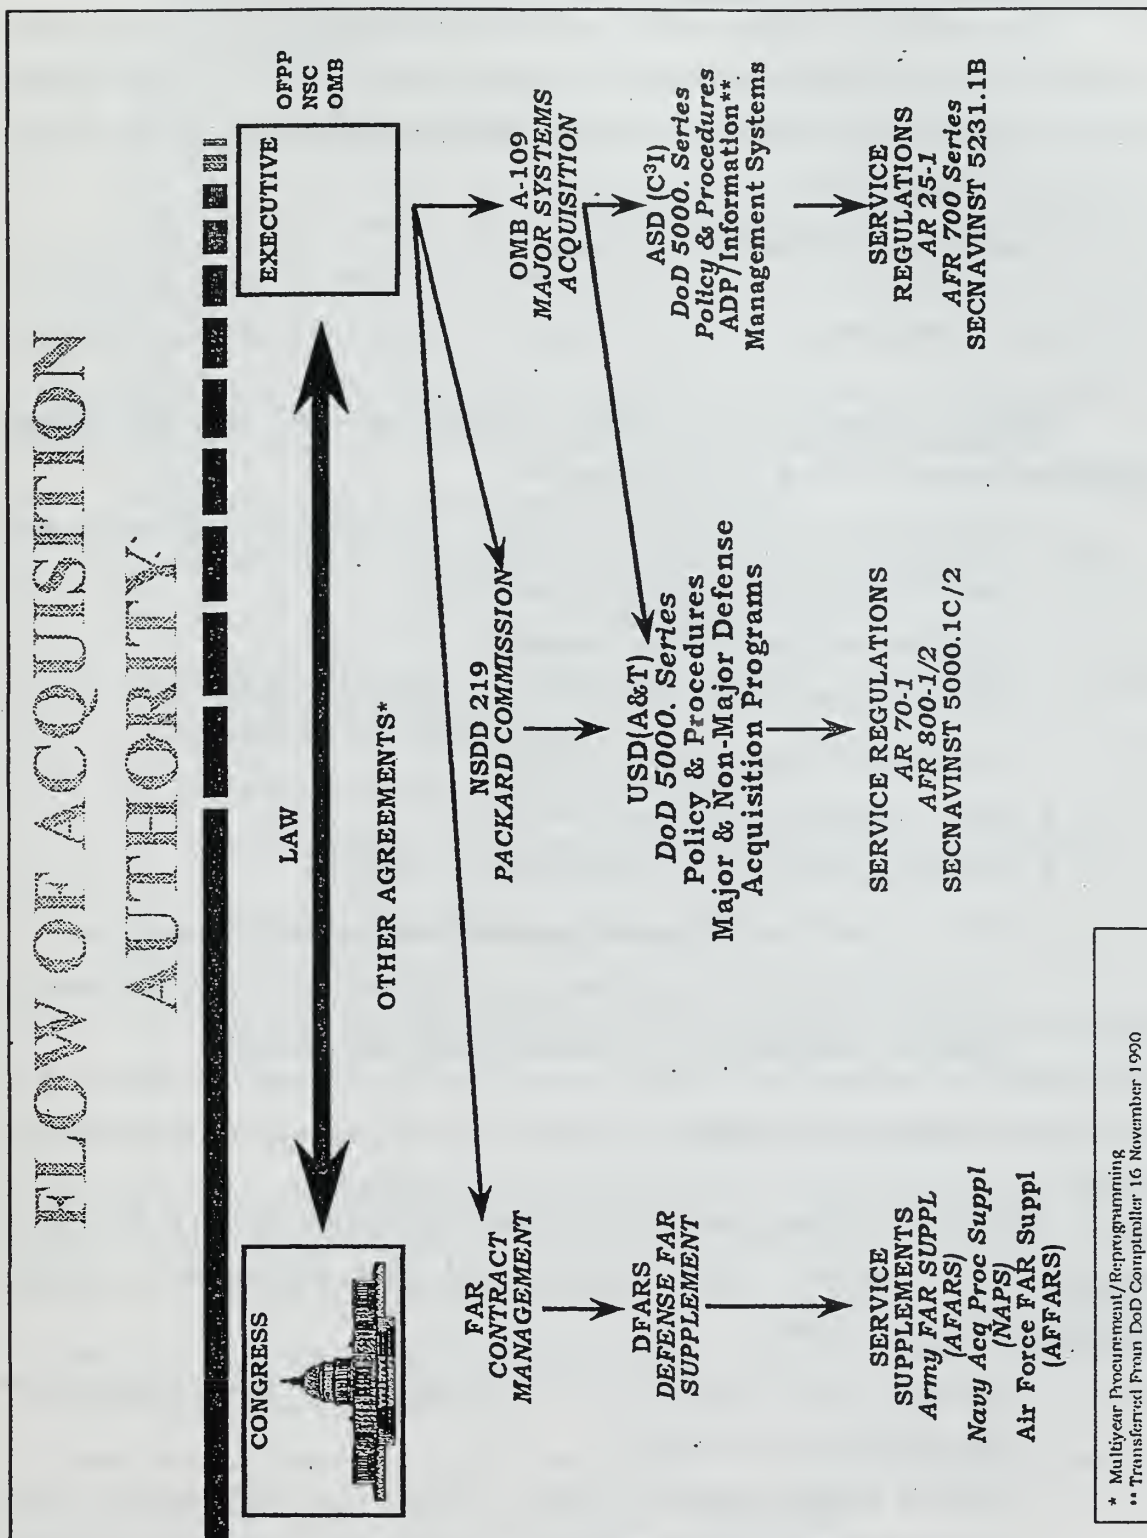 FLOW OF ACQUISITION
AUTHORITY
CONGRESS
LAW
OTHER AGREEMENTS*
EXECUTIVE
OFPP
NSC
OMB
FAR
CONTRACT
MANAGEMENT
DFARS
DEFENSE FAR
SUPPLEMENT
SERVICE
SUPPLEMENTS
Army FAR SUPPL
(AFARS)
Navy Acq Proc Suppl
(NAPS)
Air Force FAR Suppl
(AFFARS)
NSDD 219
PACKARD COMMISSION
USD(A&T)
DoD 5000. Series
Policy & Procedures
Major & Non-Major Defense
Acquisition Programs
SERVICE REGULATIONS
AR 70-1
AFR 800-1/2
SECNAVINST 5000.1C/2
OMB A-109
MAJOR SYSTEMS
ACQUISITION
ASD (C³I)
DoD 5000. Series
Policy & Procedures
ADP/Information**
Management Systems
SERVICE
REGULATIONS
AR 25-1
AFR 700 Series
SECNAVINST 5231.1B
* Multiyear Procurement/Reprogramming
** Transferred From DoD Comptroller 16 November 1990